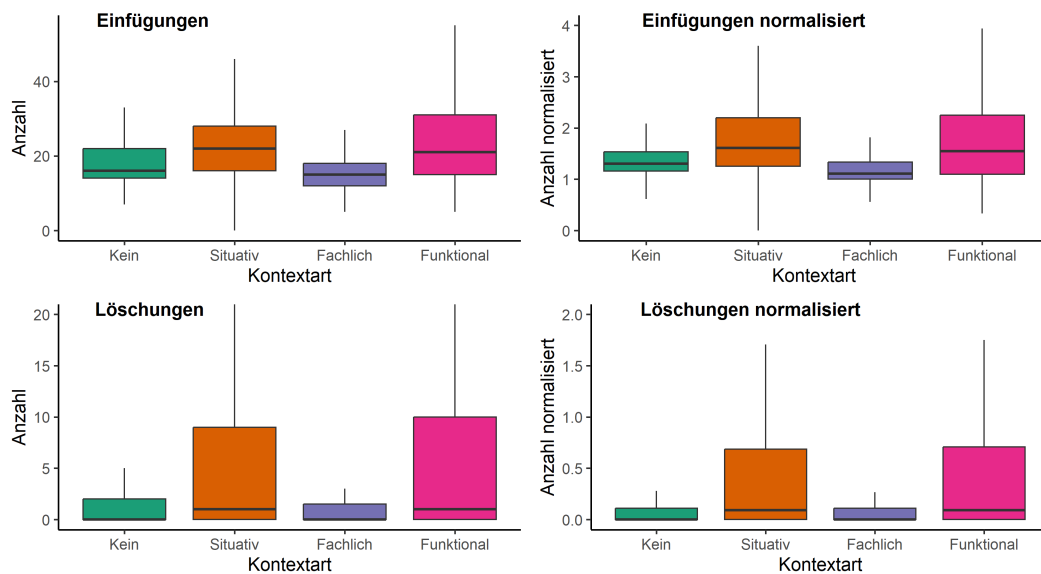 Einfügungen
Anzahl
40
20
0
Kein Situativ Fachlich Funktional
Kontextart
Einfügungen normalisiert
Anzahl normalisiert
4
3
2
1
0
Kein Situativ Fachlich Funktional
Kontextart
Löschungen
Anzahl
20
15
10
5
0
Kein Situativ Fachlich Funktional
Kontextart
Löschungen normalisiert
Anzahl normalisiert
2.0
1.5
1.0
0.5
0.0
Kein Situativ Fachlich Funktional
Kontextart